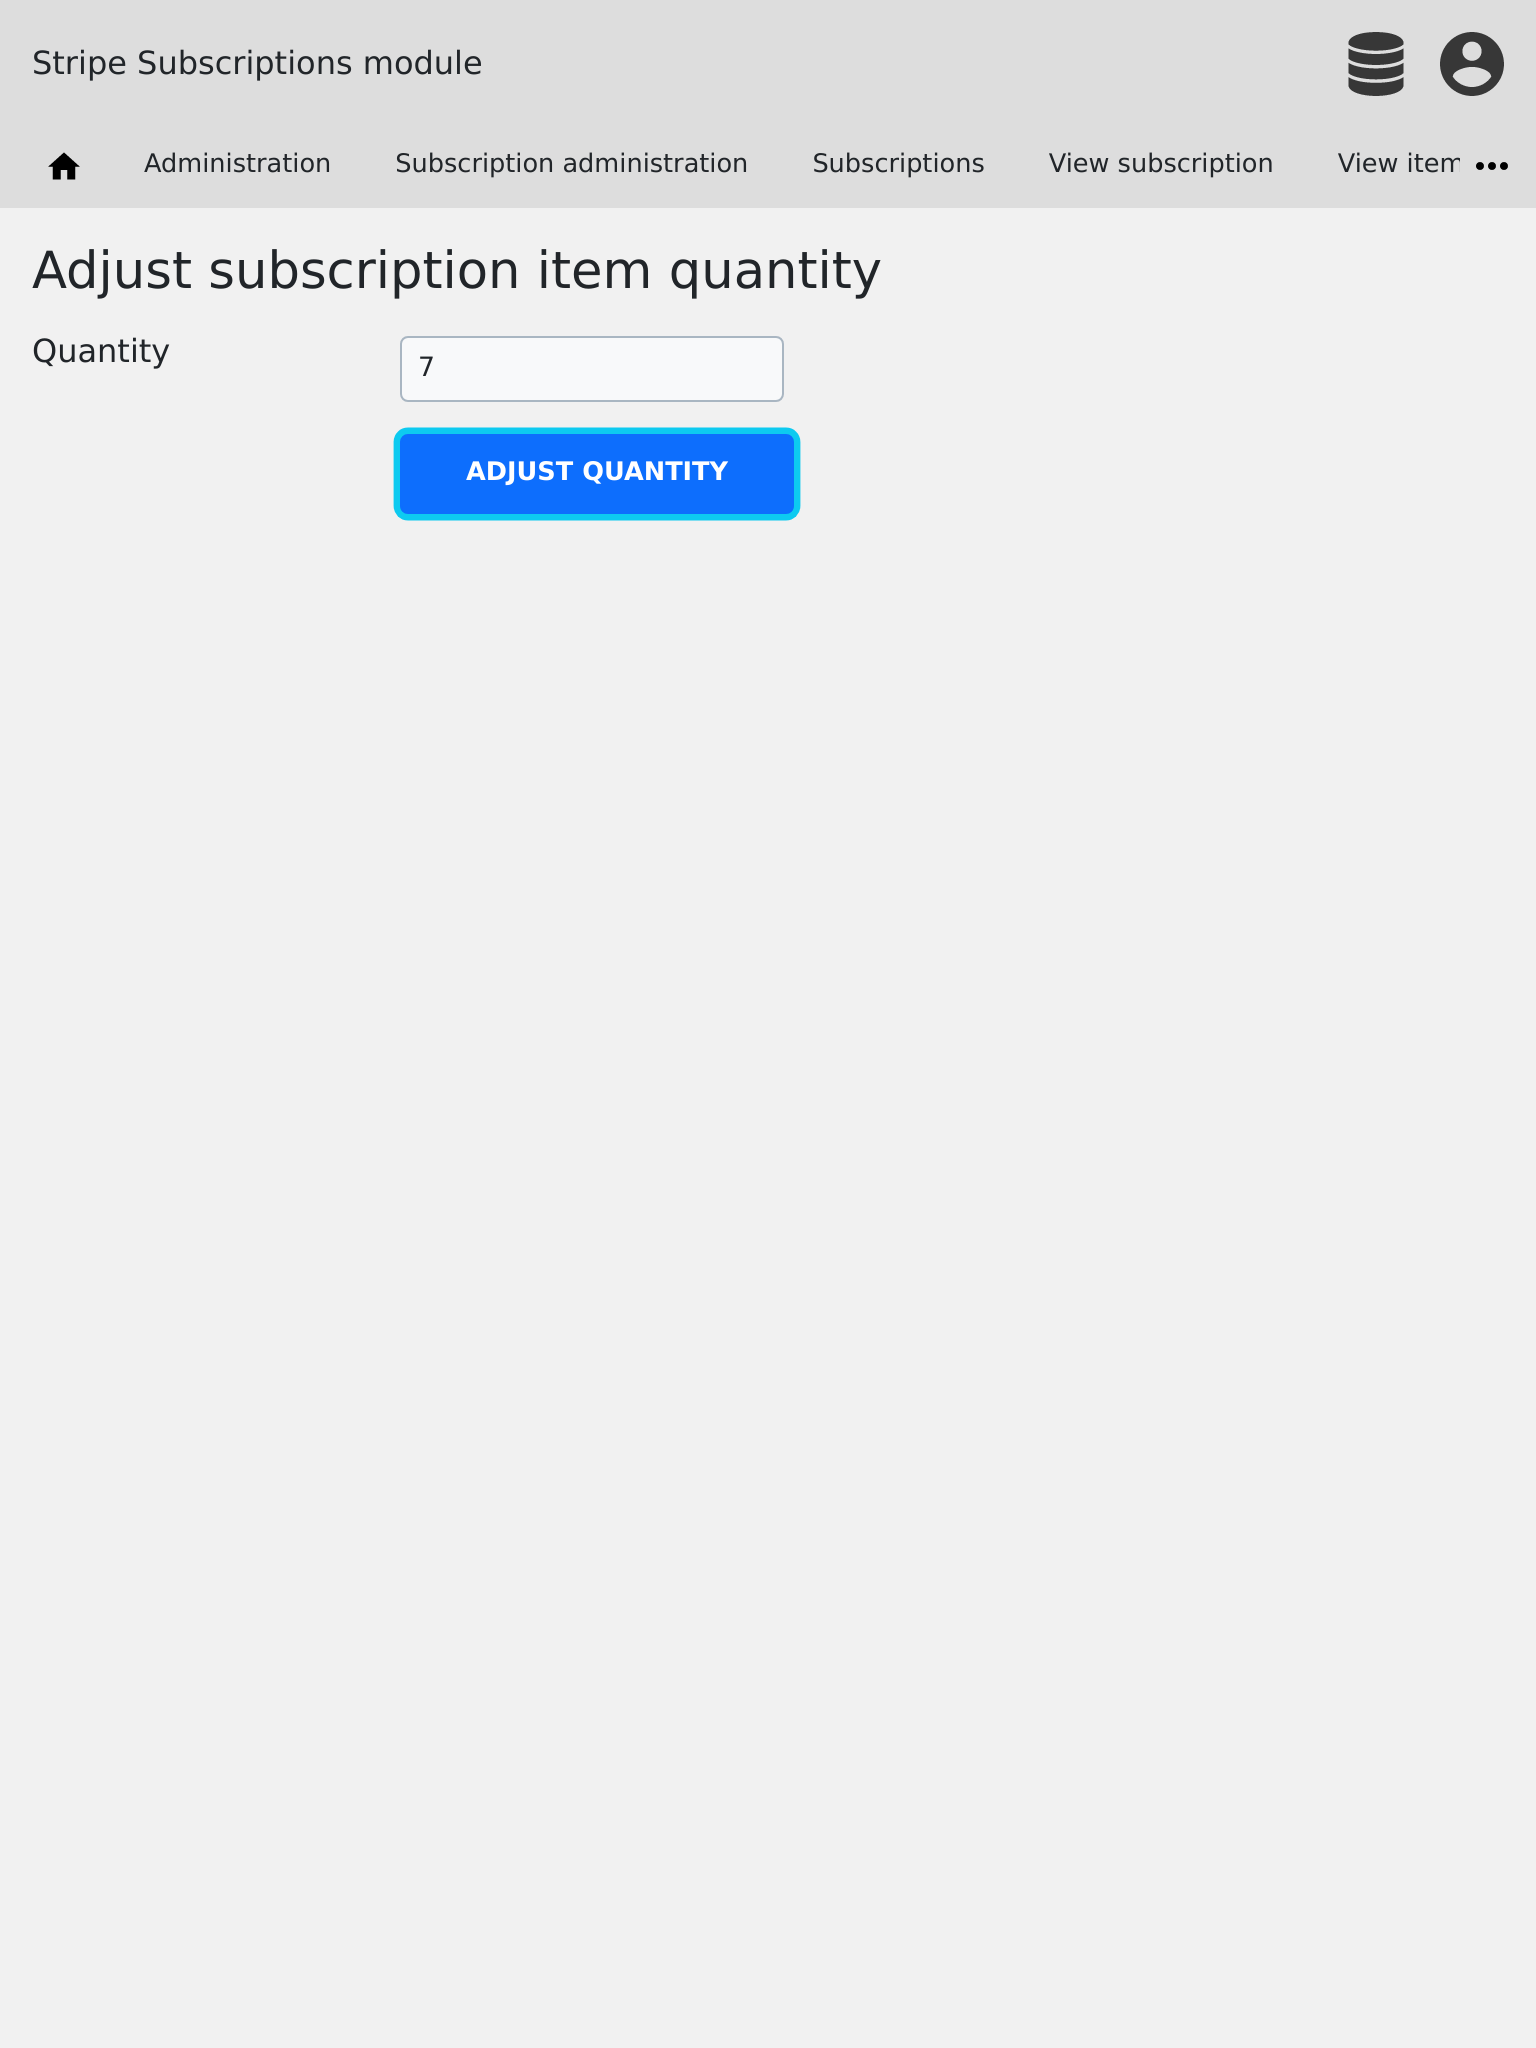 Stripe Subscriptions module
Administration Subscription administration Subscriptions View subscription View item
Adjust subscription item quantity
Quantity
7
ADJUST QUANTITY